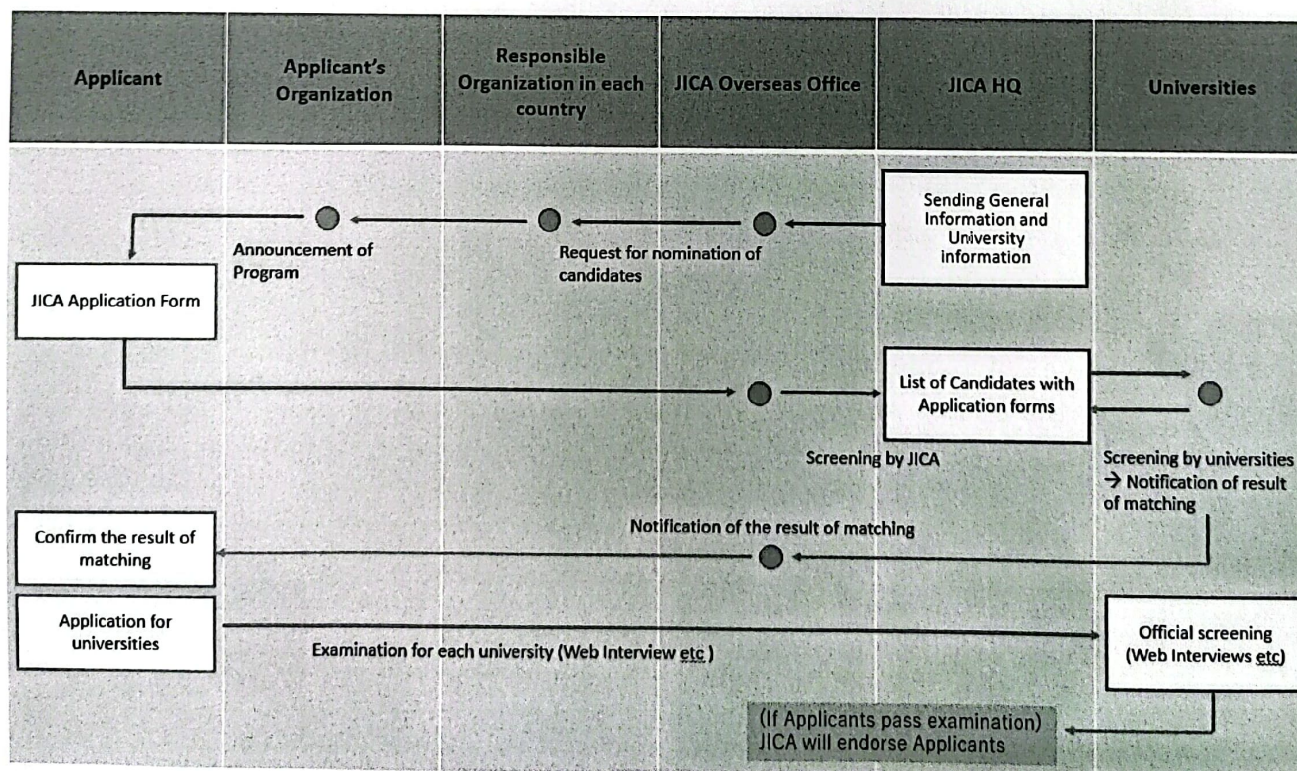 Applicant
Applicant's
Organization
Responsible
Organization in each
country
JICA Overseas Office
JICA HQ
Universities
Sending General
Information and
University
information
Announcement of
Program
Request for nomination of
candidates
JICA Application Form
List of Candidates with
Application forms
Screening by JICA
Screening by universities
→ Notification of result
of matching
Notification of the result of matching
Confirm the result of
matching
Application for
universities
Examination for each university (Web Interview etc )
Official screening
(Web Interviews etc)
(If Applicants pass examination)
JICA will endorse Applicants